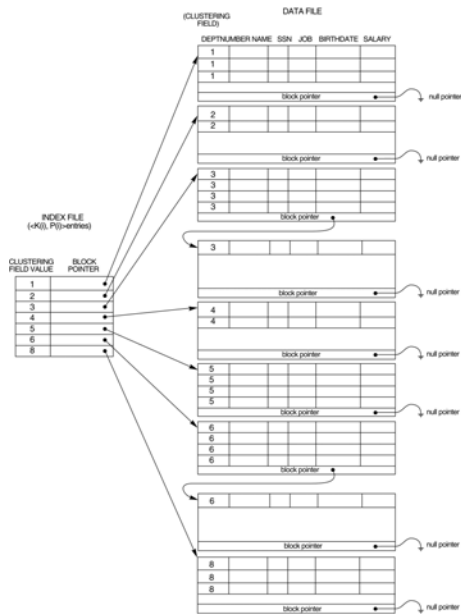 DATA FILE
(CLUSTERING
FIELD)
DEPTNUMBER NAME SSN JOB BIRTHDATE SALARY
1
1
1
block pointer
null pointer
2
2
block pointer
null pointer
3
3
3
3
block pointer
3
block pointer
null pointer
4
4
block pointer
null pointer
5
5
5
5
block pointer
null pointer
6
6
6
6
block pointer
6
block pointer
null pointer
8
8
8
block pointer
null pointer
INDEX FILE
(<K(i), P(i)>entries)
CLUSTERING BLOCK
FIELD VALUE POINTER
1
2
3
4
5
6
8